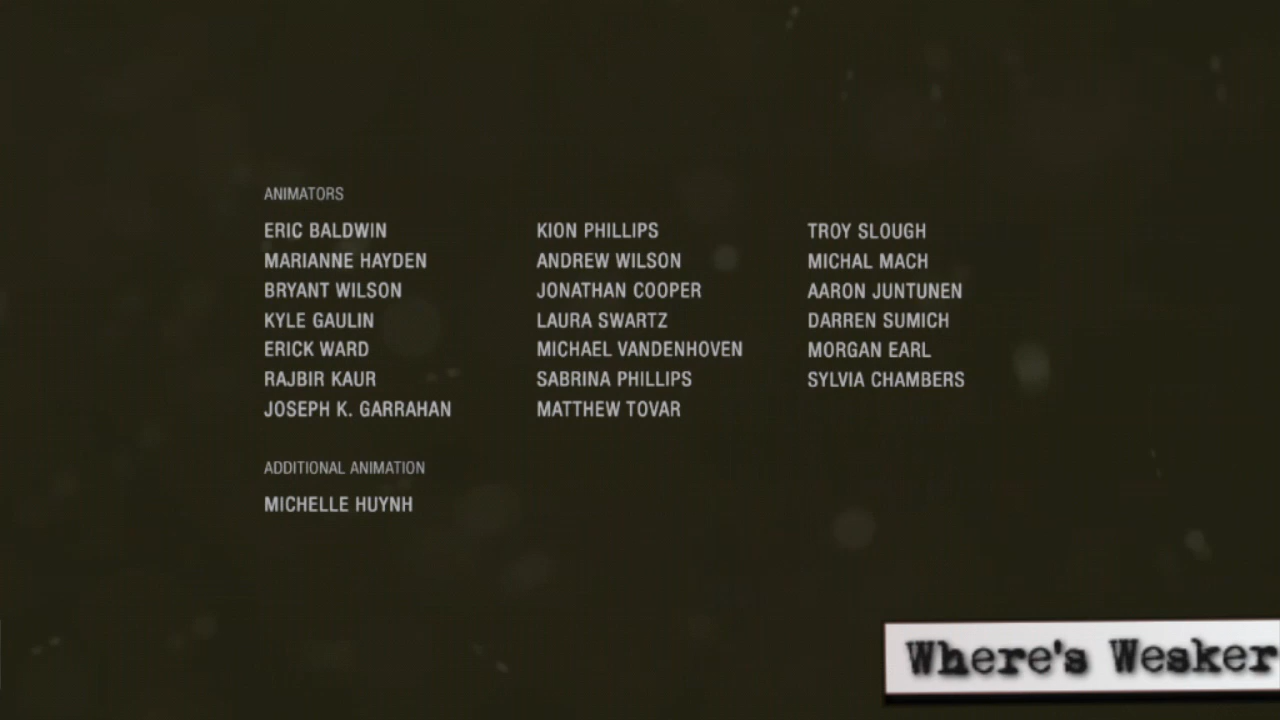 ANIMATORS
ERIC BALDWIN
MARIANNE HAYDEN
BRYANT WILSON
KYLE GAULIN
ERICK WARD
RAJBIR KAUR
JOSEPH K. GARRAHAN
KION PHILLIPS
ANDREW WILSON
JONATHAN COOPER
LAURA SWARTZ
MICHAEL VANDENHOVEN
SABRINA PHILLIPS
MATTHEW TOVAR
TROY SLOUGH
MICHAL MACH
AARON JUNTUNEN
DARREN SUMICH
MORGAN EARL
SYLVIA CHAMBERS
ADDITIONAL ANIMATION
MICHELLE HUYNH
Where's Wesker